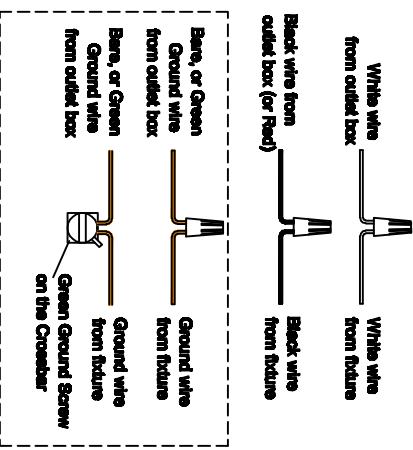 White wire
from outlet box
White wire
from fixture
Black wire from
outlet box (or Red)
Black wire
from fixture
Bare, or Green
Ground wire
from outlet box
Ground wire
from fixture
Bare, or Green
Ground wire
from outlet box
Ground wire
from fixture
Green Ground Screw
on the Crossbar